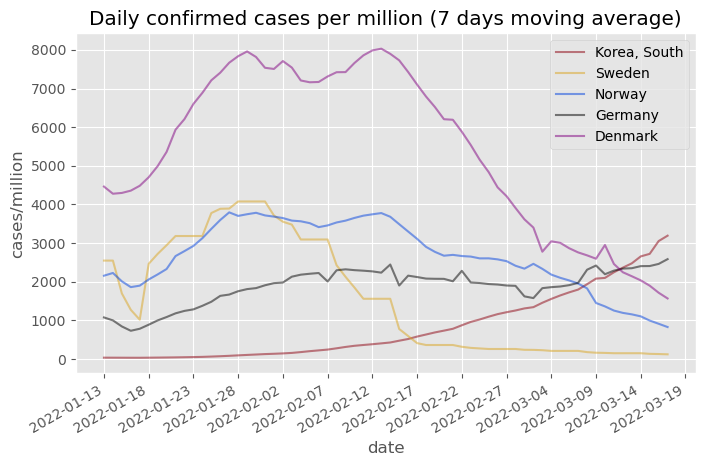 Daily confirmed cases per million (7 days moving average)
Korea, South
Sweden
Norway
Germany
Denmark
cases/million
8000
7000
6000
5000
4000
3000
2000
1000
0
2022-01-13
2022-01-18
2022-01-23
2022-01-28
2022-02-02
2022-02-07
2022-02-12
2022-02-17
2022-02-22
2022-02-27
2022-03-04
2022-03-09
2022-03-14
2022-03-19
date